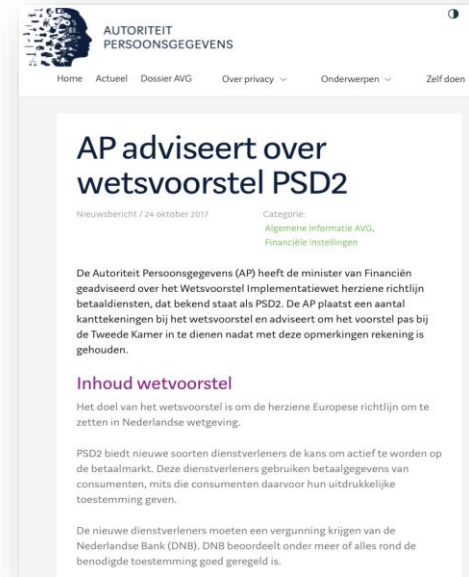 AUTORITEIT
PERSOONSGEGEVENS
Home Actueel Dossier AVG Over privacy Onderwerpen Zelf doen
AP adviseert over
wetsvoorstel PSD2
Nieuwsbericht / 24 oktober 2017
Categorie:
Algemene informatie AVG,
Financiële instellingen
De Autoriteit Persoonsgegevens (AP) heeft de minister van Financiën
geadviseerd over het Wetsvoorstel Implementatiewet herziene richtlijn
betaaldiensten, dat bekend staat als PSD2. De AP plaatst een aantal
kanttekeningen bij het wetsvoorstel en adviseert om het voorstel pas bij
de Tweede Kamer in te dienen nadat met deze opmerkingen rekening is
gehouden.
Inhoud wetvoorstel
Het doel van het wetsvoorstel is om de herziene Europese richtlijn om te
zetten in Nederlandse wetgeving.
PSD2 biedt nieuwe soorten dienstverleners de kans om actief te worden op
de betaalmarkt. Deze dienstverleners gebruiken betaalgegevens van
consumenten, mits die consumenten daarvoor hun uitdrukkelijke
toestemming geven.
De nieuwe dienstverleners moeten een vergunning krijgen van de
Nederlandse Bank (DNB). DNB beoordeelt onder meer of alles rond de
benodigde toestemming goed geregeld is.